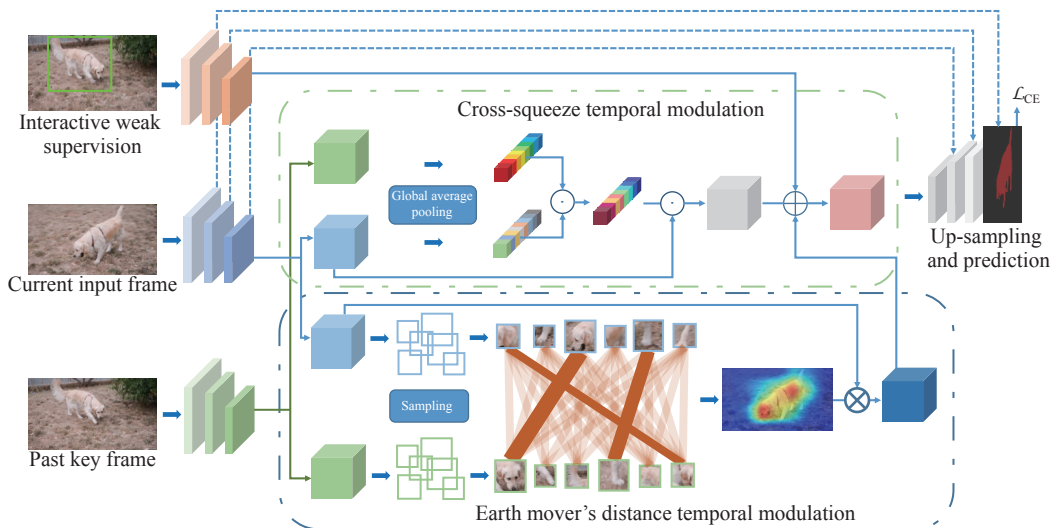 Interactive weak
supervision
Current input frame
Past key frame
Cross-squeeze temporal modulation
Global average
pooling
Sampling
Earth mover's distance temporal modulation
ℒCE
Up-sampling
and prediction